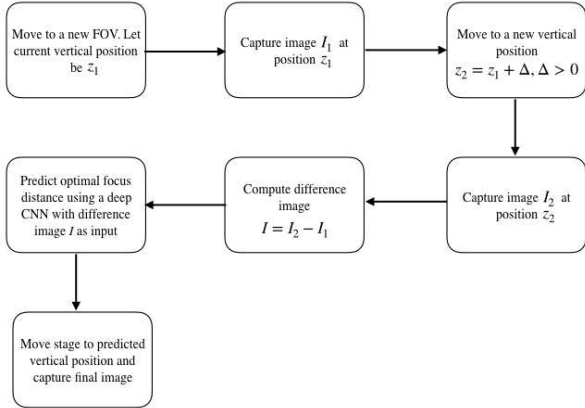 Move to a new FOV. Let
current vertical position
be z₁
Capture image I₁ at
position z₁
Move to a new vertical
position
z₂ = z₁ + Δ, Δ > 0
Capture image I₂ at
position z₂
Compute difference
image
I = I₂ − I₁
Predict optimal focus
distance using a deep
CNN with difference
image I as input
Move stage to predicted
vertical position and
capture final image